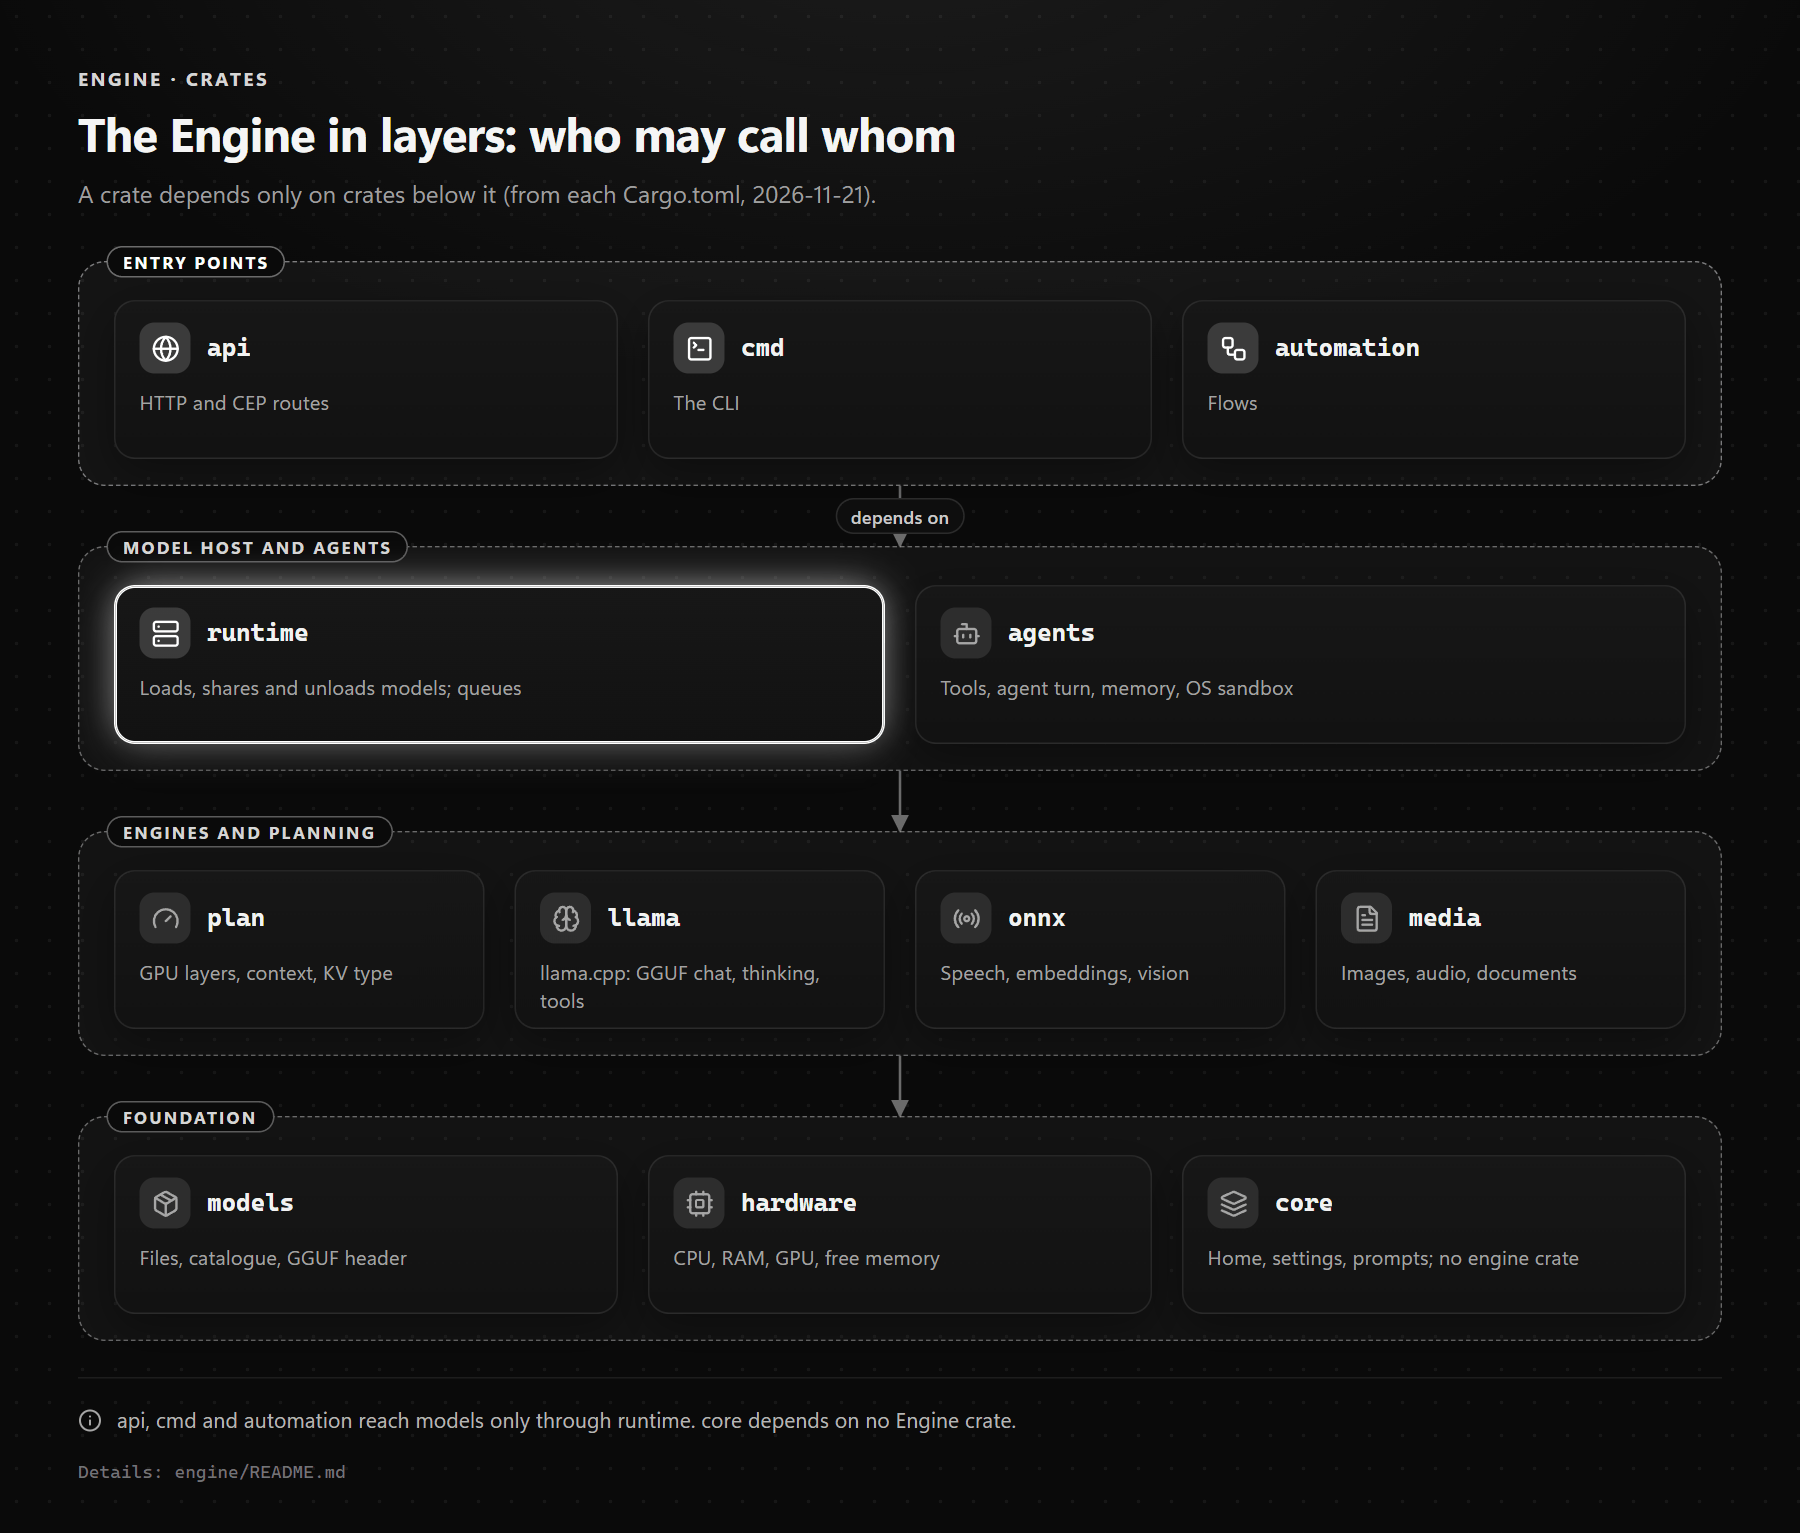 ENGINE · CRATES
The Engine in layers: who may call whom
A crate depends only on crates below it (from each Cargo.toml, 2026-11-21).
ENTRY POINTS
api
HTTP and CEP routes
cmd
The CLI
automation
Flows
depends on
MODEL HOST AND AGENTS
runtime
Loads, shares and unloads models; queues
agents
Tools, agent turn, memory, OS sandbox
ENGINES AND PLANNING
plan
GPU layers, context, KV type
llama
llama.cpp: GGUF chat, thinking,
tools
onnx
Speech, embeddings, vision
media
Images, audio, documents
FOUNDATION
models
Files, catalogue, GGUF header
hardware
CPU, RAM, GPU, free memory
core
Home, settings, prompts; no engine crate
api, cmd and automation reach models only through runtime. core depends on no Engine crate.
Details: engine/README.md